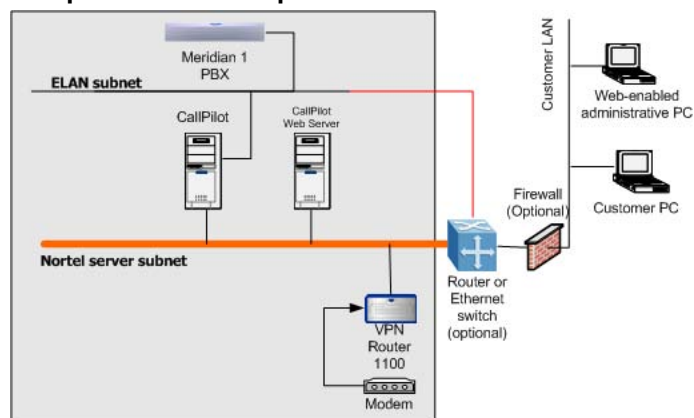 Meridian 1
PBX
ELAN subnet
CallPilot
CallPilot
Web Server
Customer LAN
Web-enabled
administrative PC
Firewall
(Optional)
Customer PC
Nortel server subnet
Router or
Ethernet
switch
(optional)
VPN
Router
1100
Modem